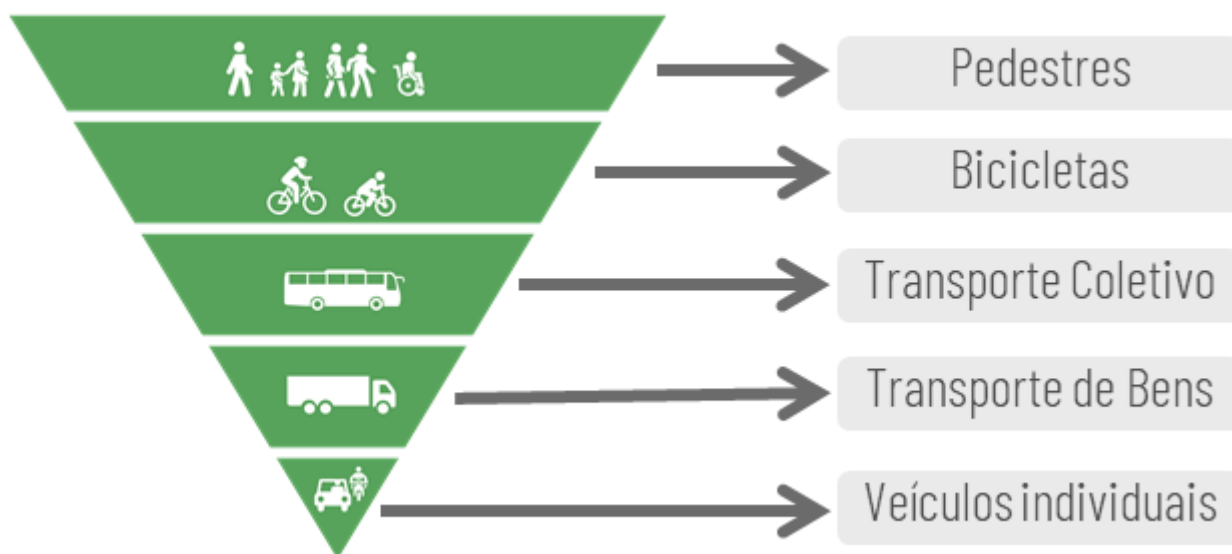 Pedestres
Bicicletas
Transporte Coletivo
Transporte de Bens
Veículos individuais